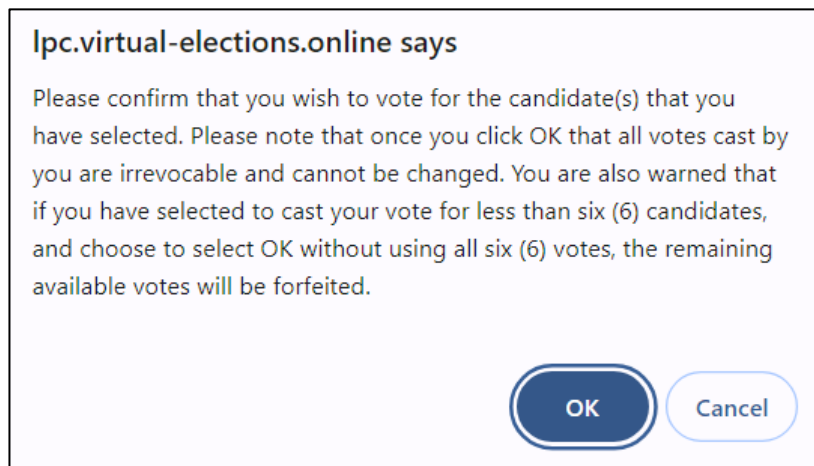 lpc.virtual-elections.online says
Please confirm that you wish to vote for the candidate(s) that you
have selected. Please note that once you click OK that all votes cast by
you are irrevocable and cannot be changed. You are also warned that
if you have selected to cast your vote for less than six (6) candidates,
and choose to select OK without using all six (6) votes, the remaining
available votes will be forfeited.
OK Cancel